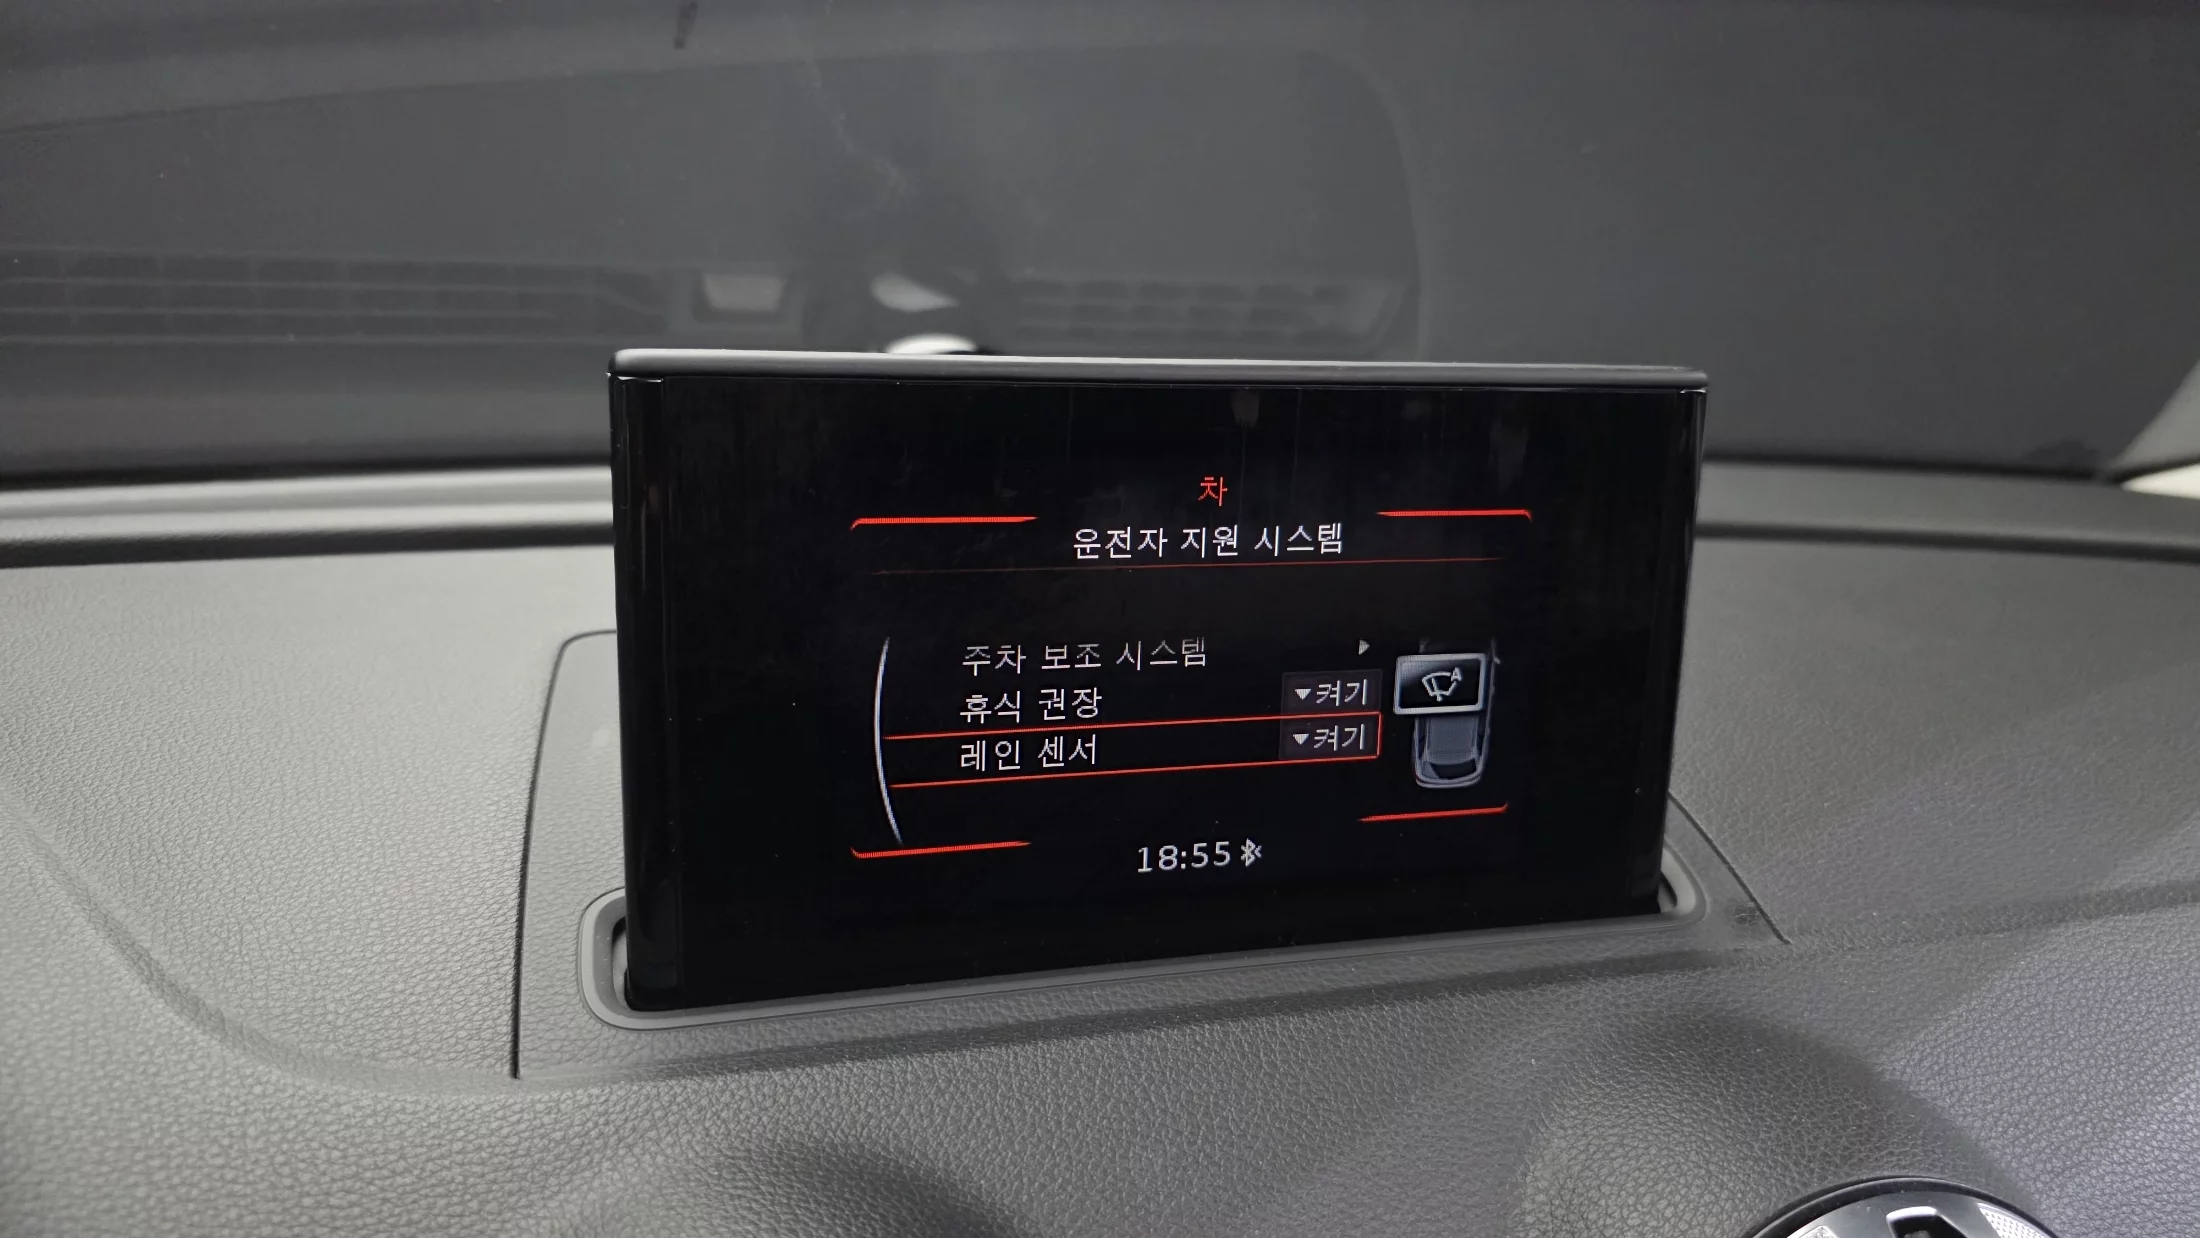 차
운전자 지원 시스템
주차 보조 시스템
휴식 권장 ▼켜기
레인 센서 ▼켜기
A
18:55